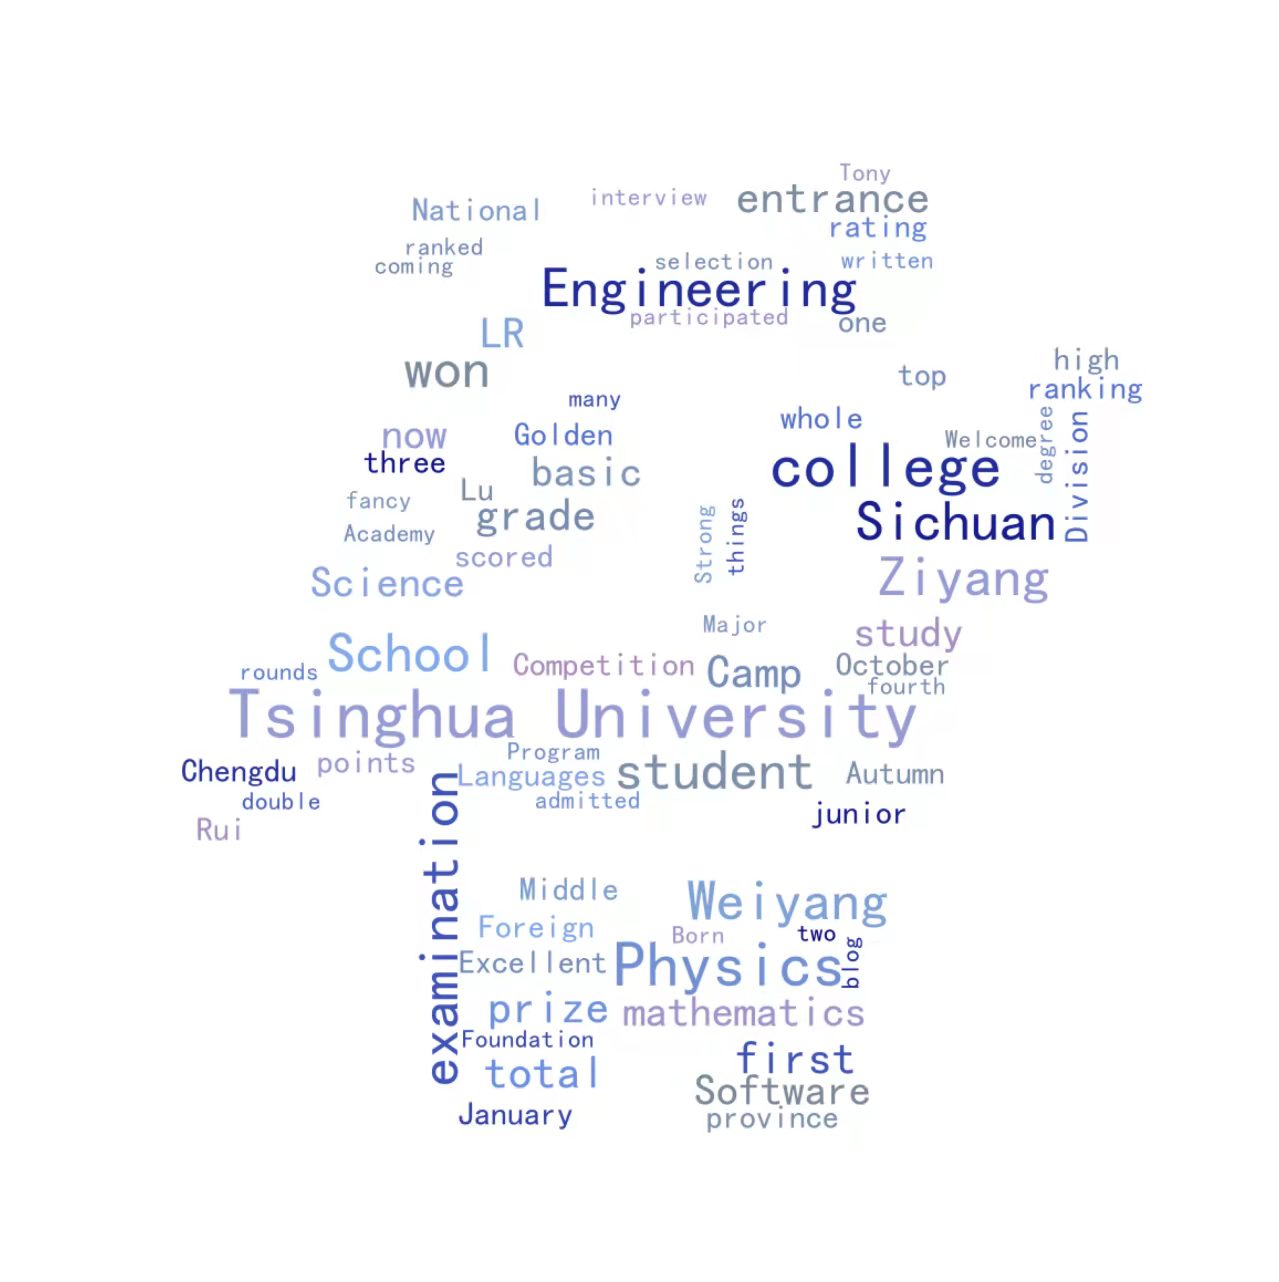 Tony
National
interview
entrance
rating
ranked
coming
selection
written
Engineering
participated
one
LR
won
high
top
ranking
many
whole
now
Golden
Welcome
degree
Division
three
basic
college
Lu
fancy
grade
Sichuan
Academy
Strong
things
scored
Science
Ziyang
Major
study
School
Competition
Camp
October
rounds
fourth
Tsinghua University
Program
Chengdu
points
Languages
student
Autumn
double
admitted
junior
Rui
examination
Middle
Weiyang
Foreign
Born
two
blog
Excellent
Physics
prize
mathematics
Foundation
first
total
Software
January
province